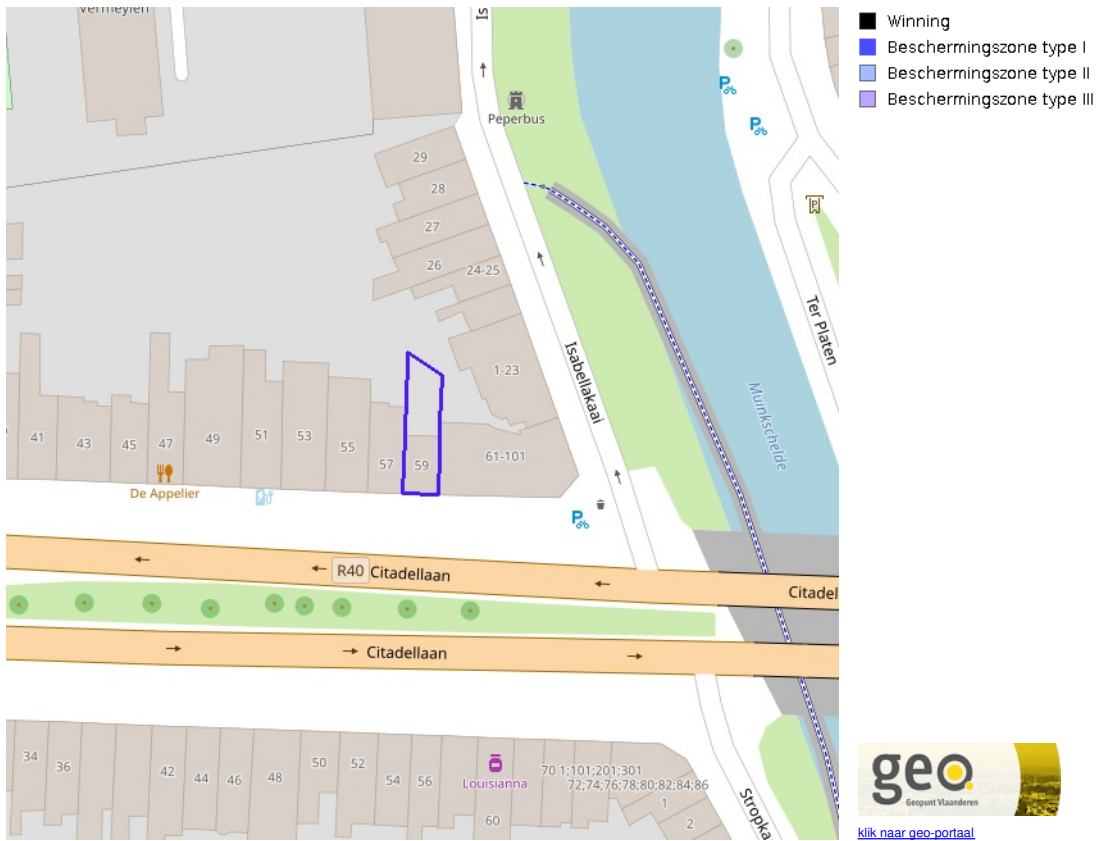 Vermeylen
Is
Winning
Beschermingszone type I
Beschermingszone type II
Beschermingszone type III
P
P
Peperbus
29
28
27
26
24-25
P
Ter Platen
Isabellakaai
1-23
Muinkschelde
41
43
45
47
49
51
53
55
57
59
61-101
De Appelier
P
R40
Citadellaan
Citadel
Citadellaan
34
36
42
44
46
48
50
52
54
56
60
Louisianna
70 1;101;201;301
72;74;76;78;80;82;84;86
1
2
Stropka
geo.
Geopunt Vlaanderen
klik naar geo-portaal